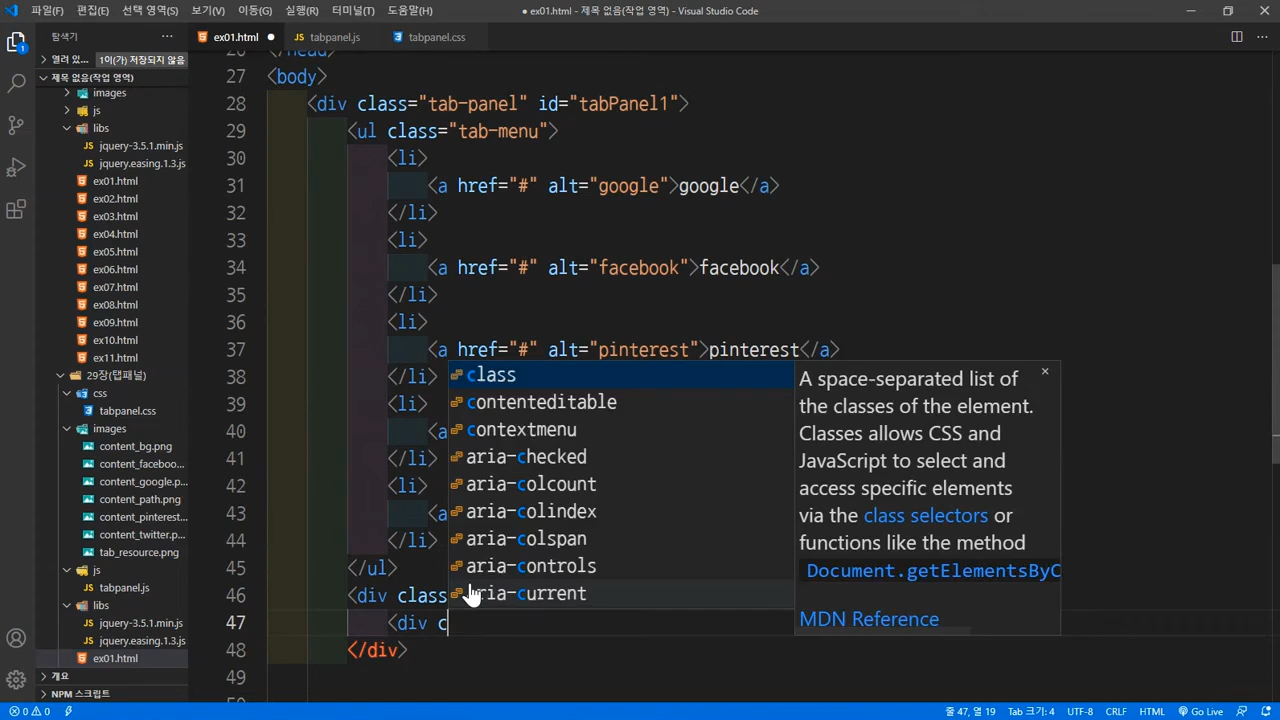 파일(F) 편집(E) 선택 영역(S) 보기(V) 이동(G) 실행(R) 터미널(T) 도움말(H)
● ex01.html - 제목 없음(작업 영역) - Visual Studio Code
탐색기 ···
ex01.html ●
tabpanel.js
tabpanel.css
열려 있... 1이(가) 저장되지 않음
제목 없음(작업 영역)
images
js
libs
jquery-3.5.1.min.js
jquery.easing.1.3.js
ex01.html
ex02.html
ex03.html
ex04.html
ex05.html
ex06.html
ex07.html
ex08.html
ex09.html
ex10.html
ex11.html
29장(탭패널)
css
tabpanel.css
images
content_bg.png
content_faceboo...
content_google.p...
content_path.png
content_pinterest...
content_twitter.p...
tab_resource.png
js
tabpanel.js
libs
jquery-3.5.1.min.js
jquery.easing.1.3.js
ex01.html
개요
NPM 스크립트
26 </head>
27 <body>
28 <div class="tab-panel" id="tabPanel1">
29 <ul class="tab-menu">
30 <li>
31 <a href="#" alt="google">google</a>
32 </li>
33 <li>
34 <a href="#" alt="facebook">facebook</a>
35 </li>
36 <li>
37 <a href="#" alt="pinterest">pinterest</a>
38 </li>
39 <li>
40 <a
41 </li>
42 <li>
43 <a
44 </li>
45 </ul>
46 <div class
47 <div c
48 </div>
49
class
contenteditable
contextmenu
aria-checked
aria-colcount
aria-colindex
aria-colspan
aria-controls
aria-current
A space-separated list of
the classes of the element.
Classes allows CSS and
JavaScript to select and
access specific elements
via the class selectors or
functions like the method
Document.getElementsByC
MDN Reference
0 0
줄 47, 열 19 Tab 크기: 4 UTF-8 CRLF HTML Go Live